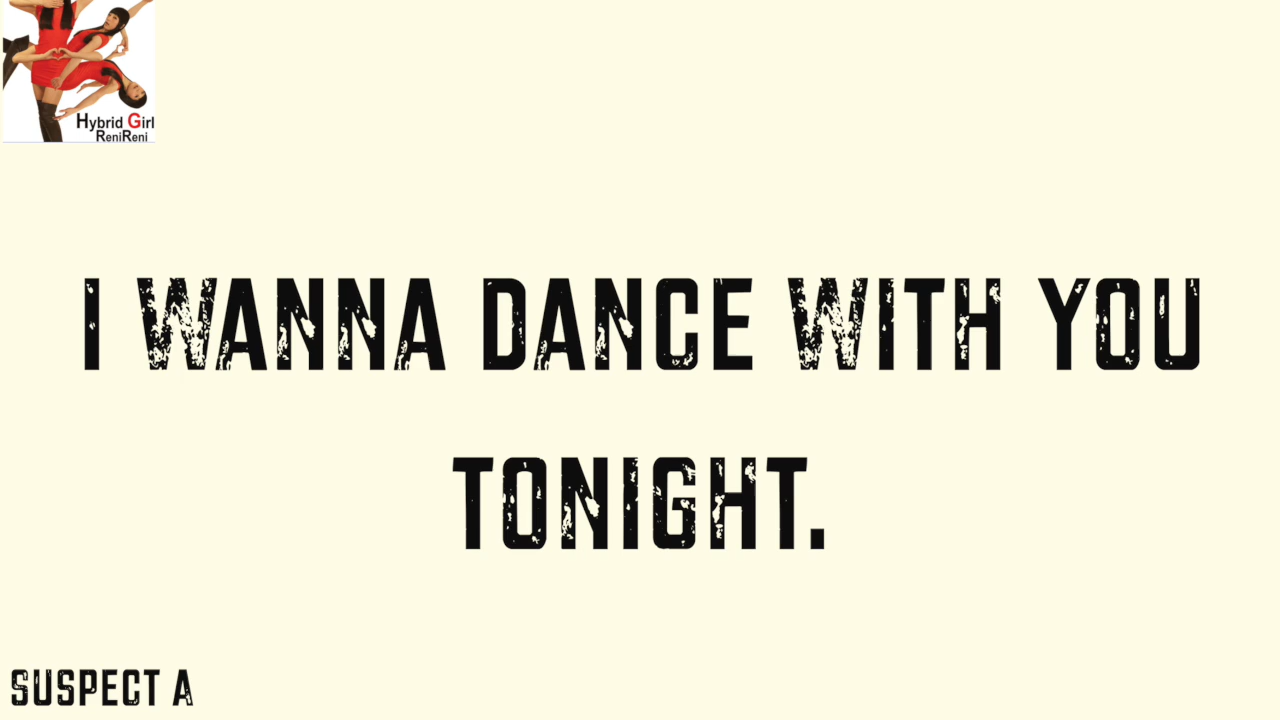 Hybrid Girl
ReniReni
I WANNA DANCE WITH YOU
TONIGHT.
SUSPECT A